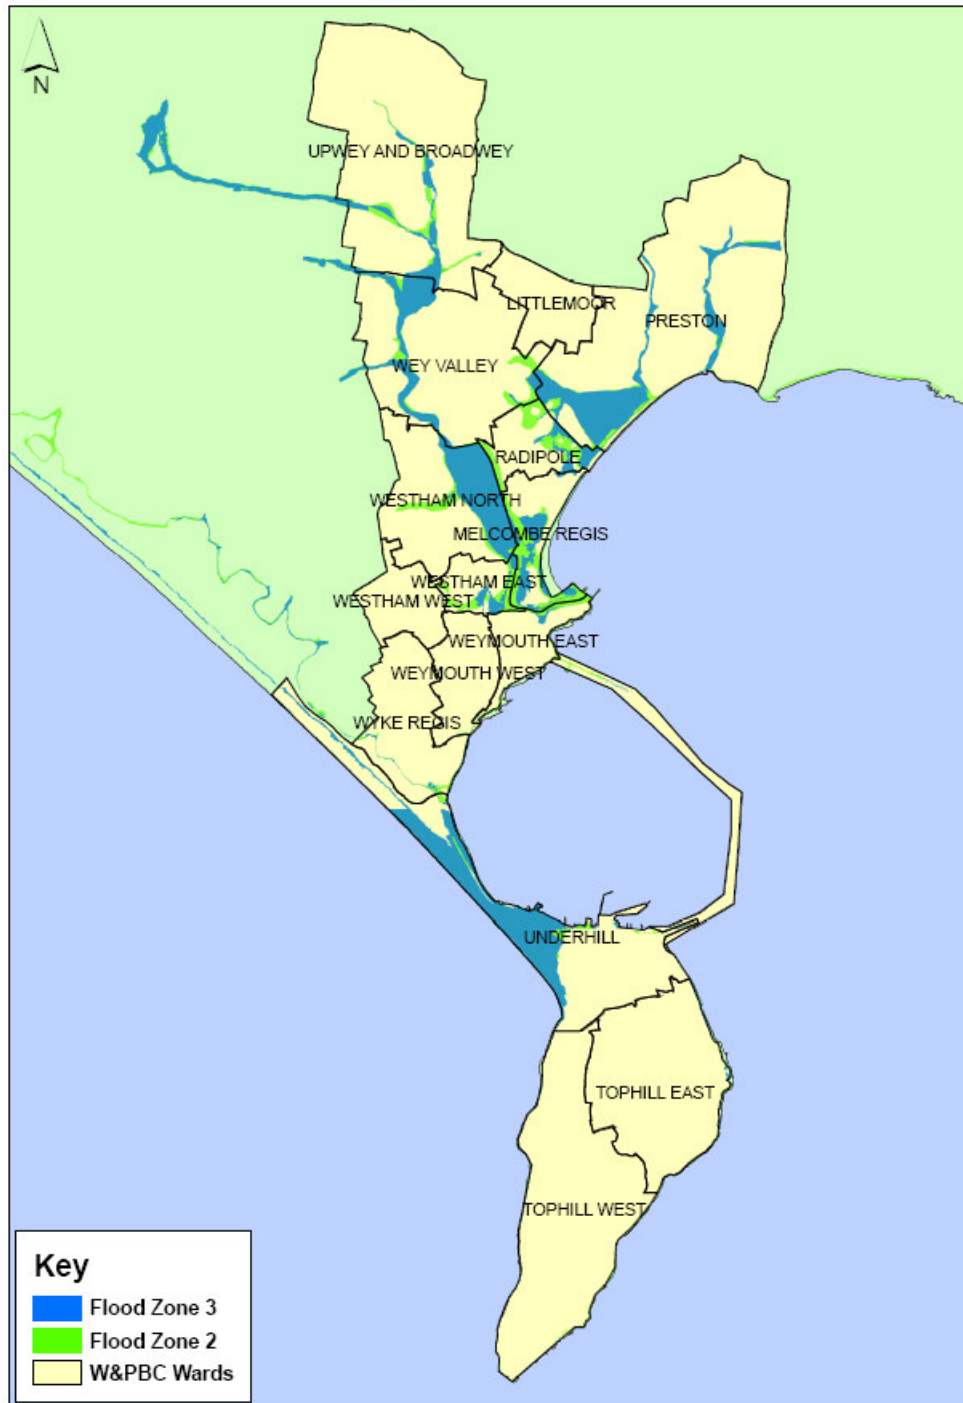 N
UPWEY AND BROADWEY
LITTLEMOOR
PRESTON
WEY VALLEY
RADIPOLE
WESTHAM NORTH
MELCOMBE REGIS
WESTHAM EAST
WESTHAM WEST
WEYMOUTH EAST
WEYMOUTH WEST
WYKE REGIS
UNDERHILL
TOPHILL EAST
TOPHILL WEST
Key
Flood Zone 3
Flood Zone 2
W&PBC Wards